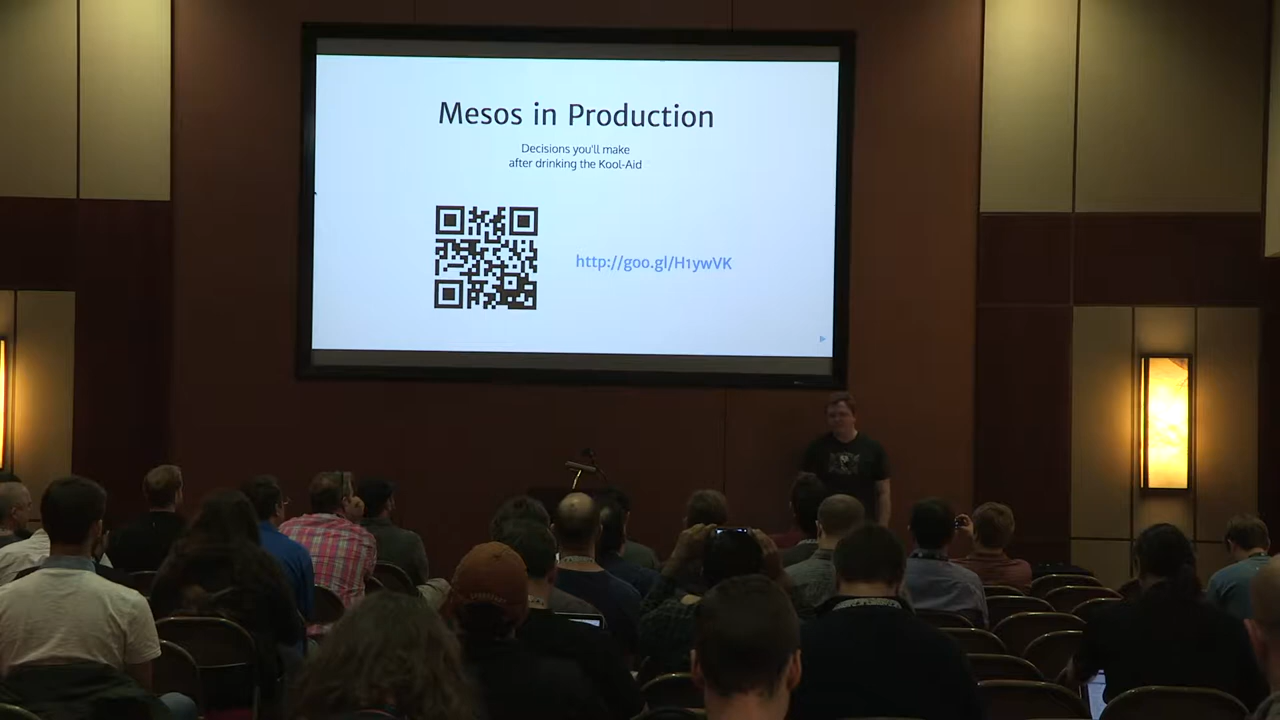 Mesos in Production
Decisions you'll make
after drinking the Kool-Aid
http://goo.gl/H1ywVK